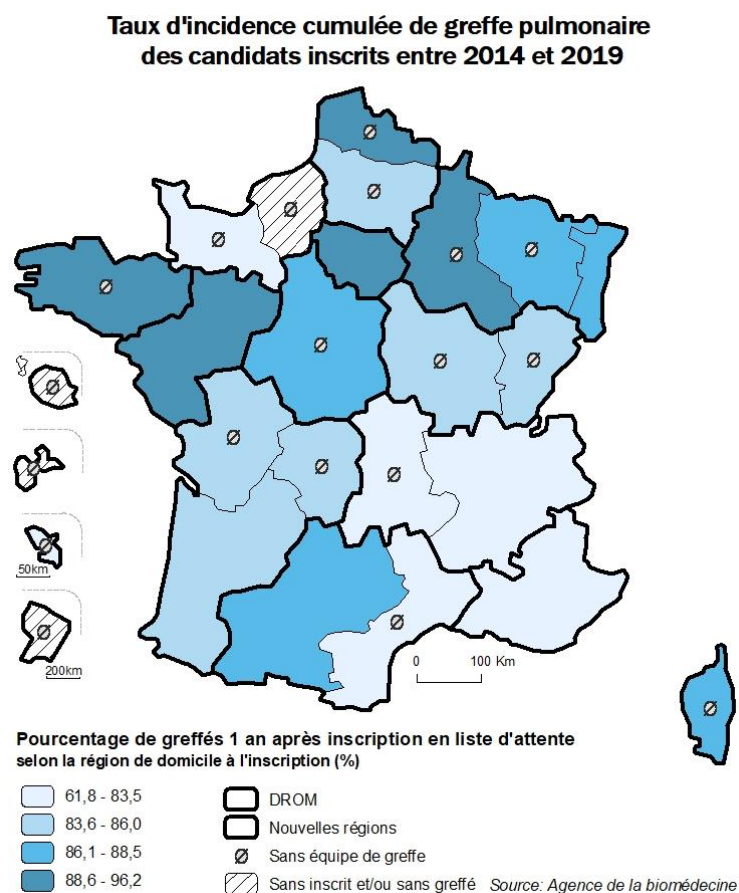 Taux d'incidence cumulée de greffe pulmonaire
des candidats inscrits entre 2014 et 2019
50km
200km
0 100 Km
Pourcentage de greffés 1 an après inscription en liste d'attente
selon la région de domicile à l'inscription (%)
61,8 - 83,5
83,6 - 86,0
86,1 - 88,5
88,6 - 96,2
DROM
Nouvelles régions
Sans équipe de greffe
Sans inscrit et/ou sans greffé
Source: Agence de la biomédecine